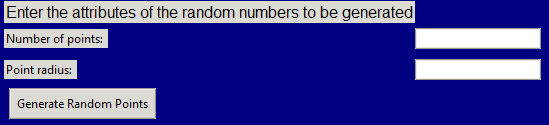 Enter the attributes of the random numbers to be generated
Number of points:
Point radius:
Generate Random Points